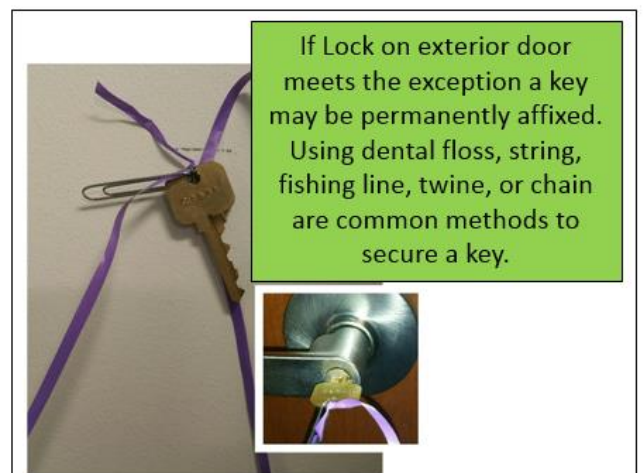 If Lock on exterior door
meets the exception a key
may be permanently affixed.
Using dental floss, string,
fishing line, twine, or chain
are common methods to
secure a key.